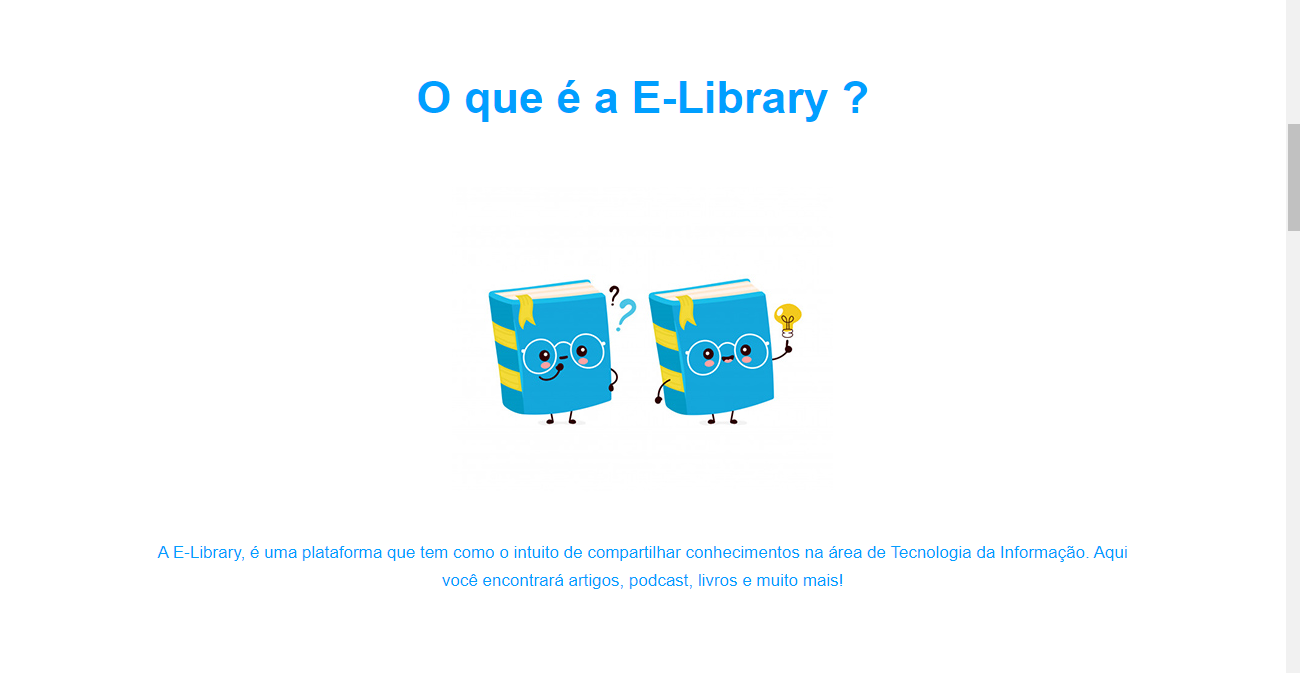 O que é a E-Library ?
A E-Library, é uma plataforma que tem como o intuito de compartilhar conhecimentos na área de Tecnologia da Informação. Aqui
você encontrará artigos, podcast, livros e muito mais!